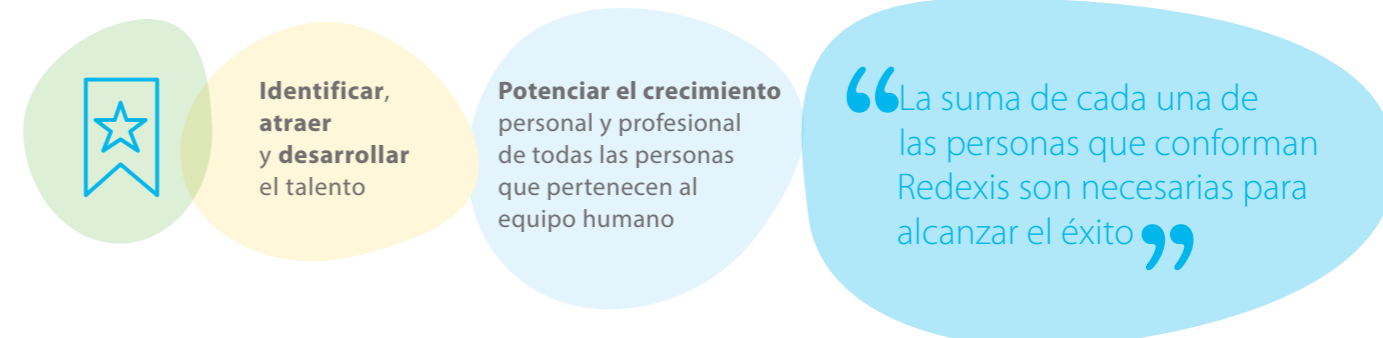 Identificar,
atraer
y desarrollar
el talento
Potenciar el crecimiento
personal y profesional
de todas las personas
que pertenecen al
equipo humano
“La suma de cada una de
las personas que conforman
Redexis son necesarias para
alcanzar el éxito”